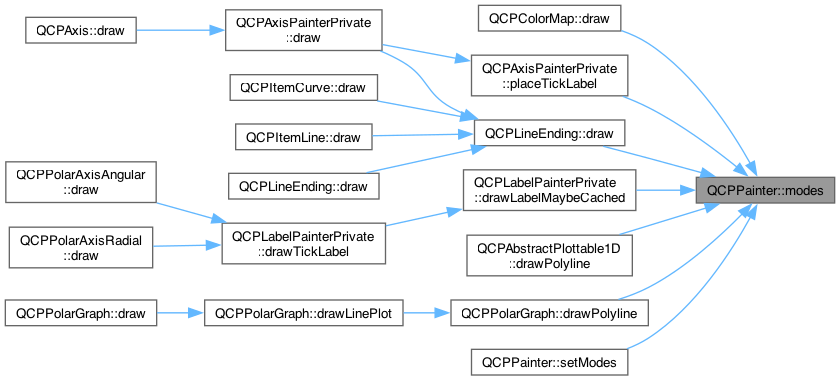 QCPAxis::draw
QCPAxisPainterPrivate
::draw
QCPColorMap::draw
QCPAxisPainterPrivate
::placeTickLabel
QCPItemCurve::draw
QCPItemLine::draw
QCPLineEnding::draw
QCPLineEnding::draw
QCPPolarAxisAngular
::draw
QCPPolarAxisRadial
::draw
QCPLabelPainterPrivate
::drawTickLabel
QCPLabelPainterPrivate
::drawLabelMaybeCached
QCPPainter::modes
QCPAbstractPlottable1D
::drawPolyline
QCPPolarGraph::draw
QCPPolarGraph::drawLinePlot
QCPPolarGraph::drawPolyline
QCPPainter::setModes